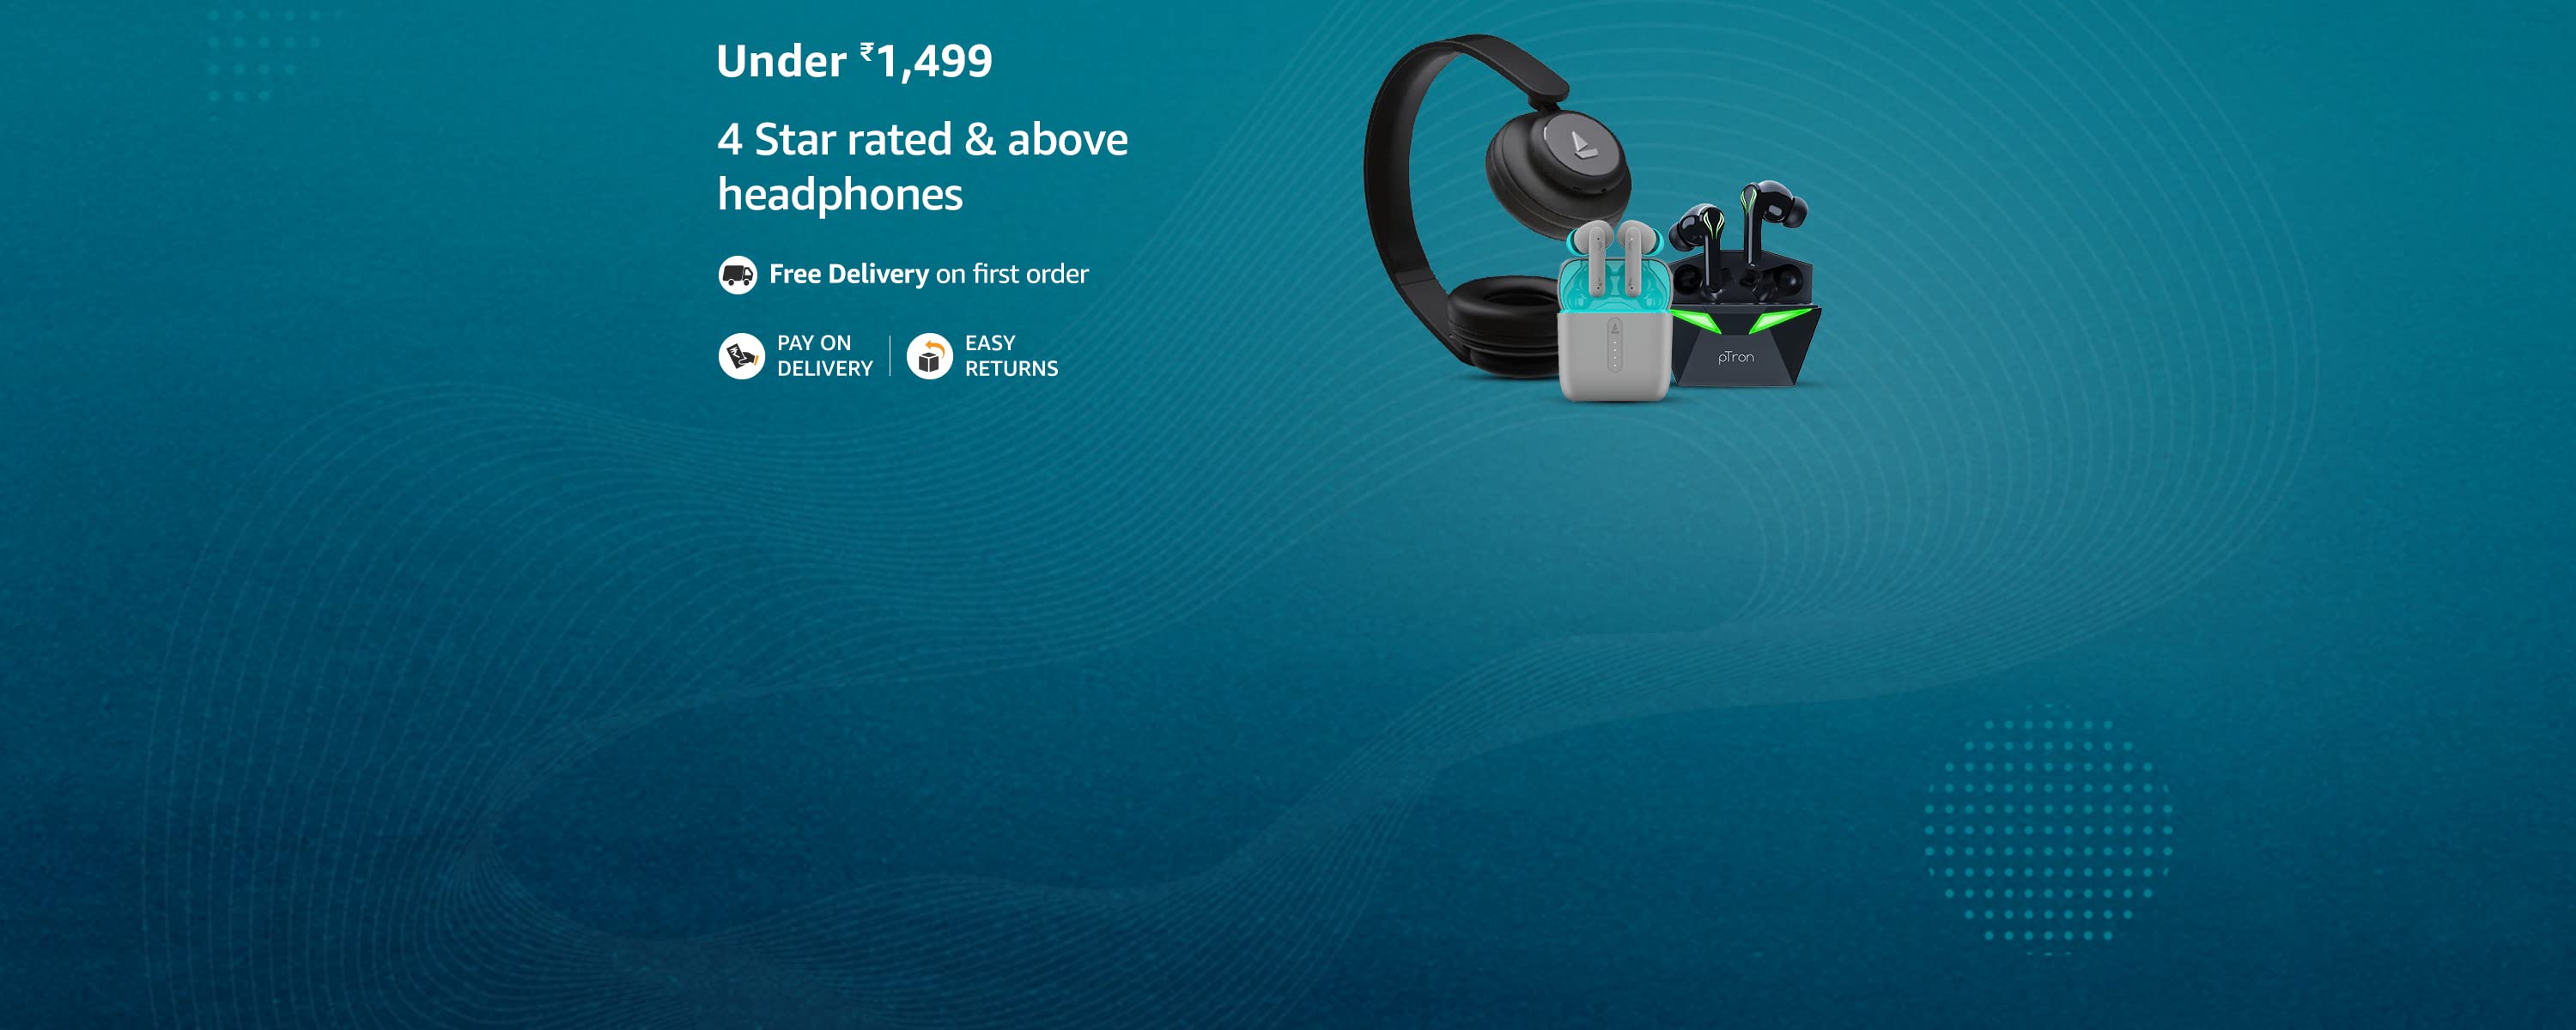 Under ₹1,499
4 Star rated & above
headphones
Free Delivery on first order
PAY ON
DELIVERY
EASY
RETURNS
pTron